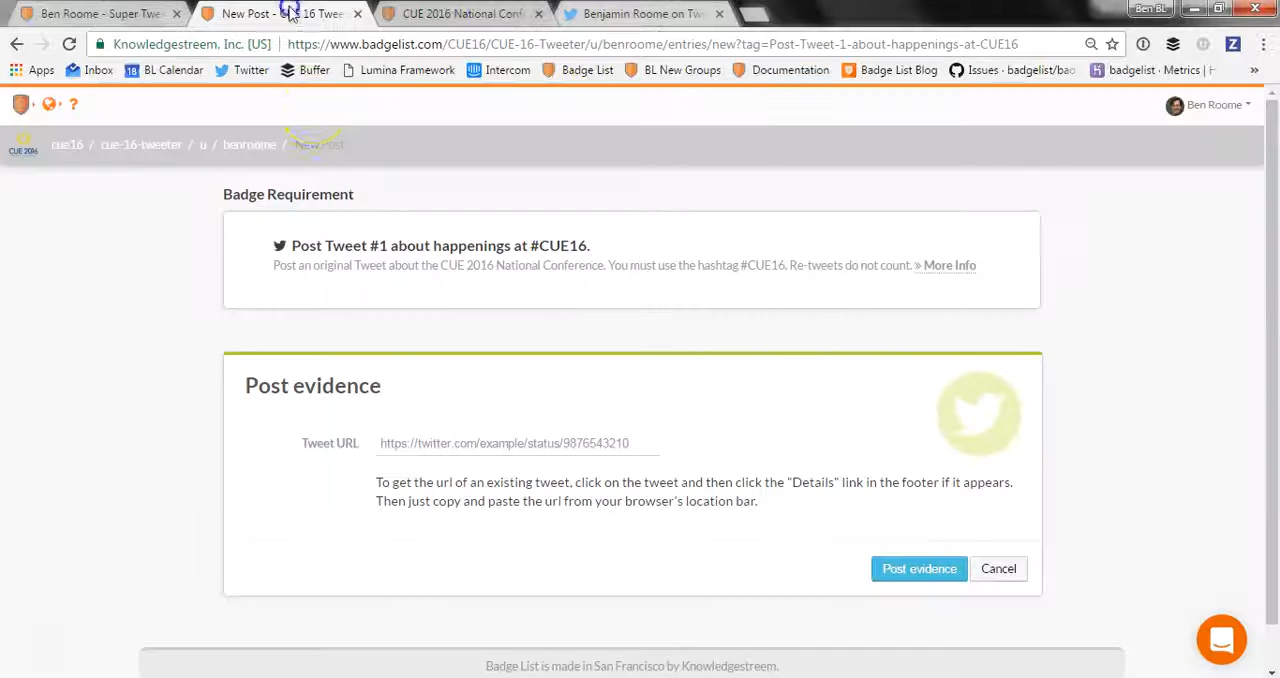 Ben Roome - Super Twe
New Post - CUE 16 Twee
CUE 2016 National Conf
Benjamin Roome on Tw
Ben BL
Knowledgestreem, Inc. [US]
https://www.badgelist.com/CUE16/CUE-16-Tweeter/u/benroome/entries/new?tag=Post-Tweet-1-about-happenings-at-CUE16
Apps
Inbox
18 BL Calendar
Twitter
Buffer
Lumina Framework
Intercom
Badge List
BL New Groups
Documentation
Badge List Blog
Issues · badgelist/bad
badgelist · Metrics | H
»
?
Ben Roome
CUE 2016
cue16 / cue-16-tweeter / u / benroome / New Post
Badge Requirement
Post Tweet #1 about happenings at #CUE16.
Post an original Tweet about the CUE 2016 National Conference. You must use the hashtag #CUE16. Re-tweets do not count. » More Info
Post evidence
Tweet URL
https://twitter.com/example/status/9876543210
To get the url of an existing tweet, click on the tweet and then click the "Details" link in the footer if it appears.
Then just copy and paste the url from your browser's location bar.
Post evidence
Cancel
Badge List is made in San Francisco by Knowledgestreem.